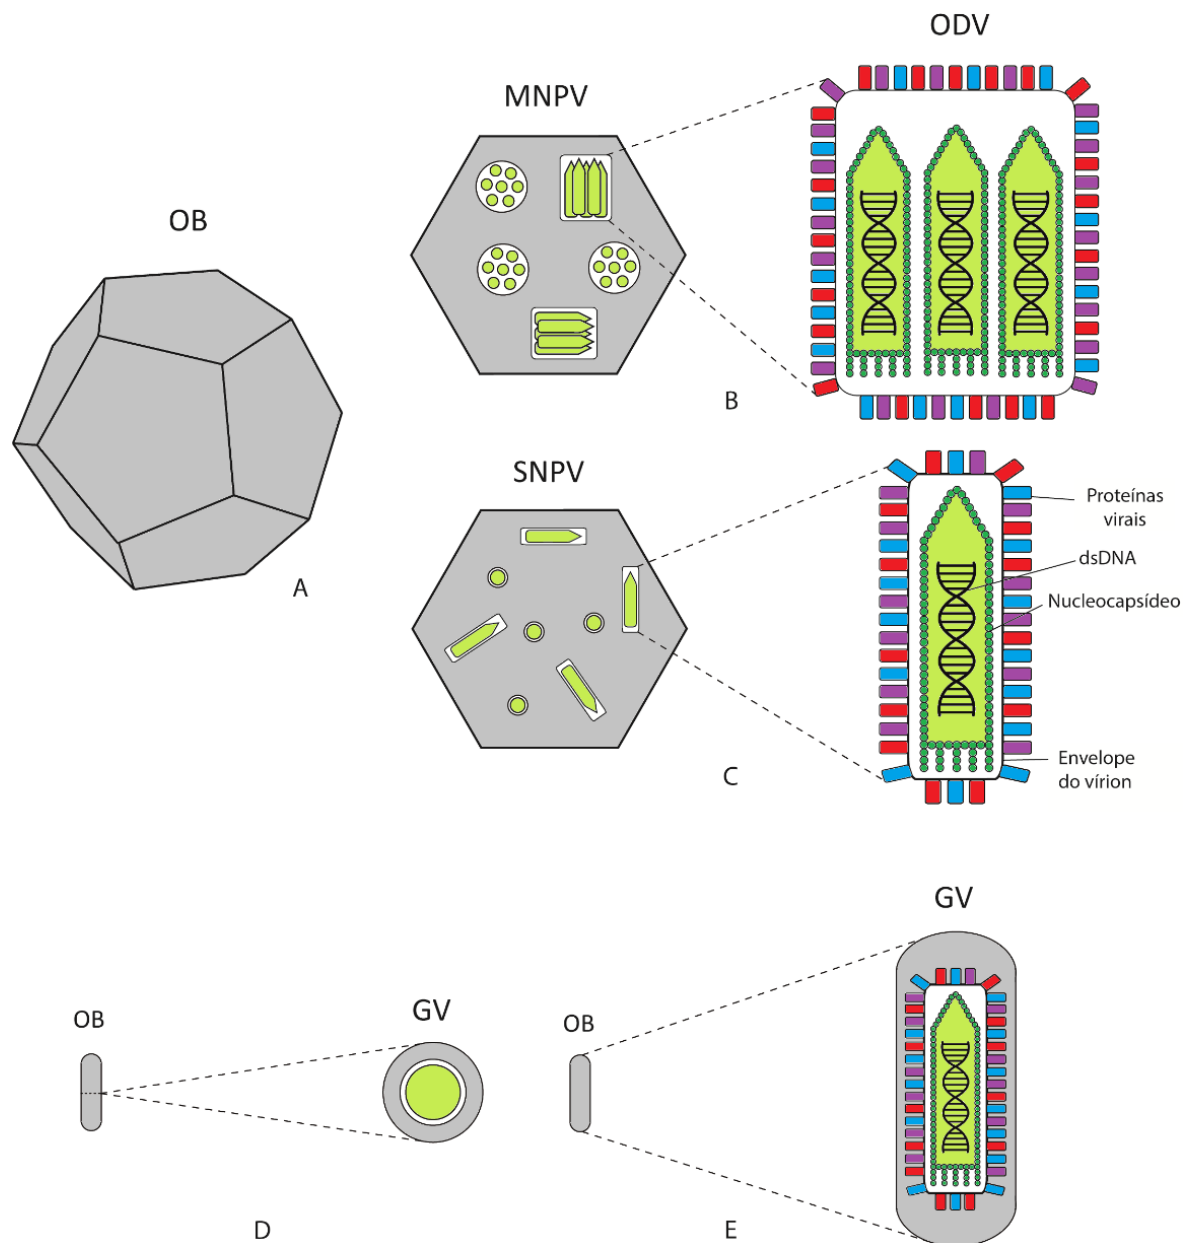 ODV
MNPV
OB
B
SNPV
A
Proteínas
virais
dsDNA
Nucleocapsídeo
Envelope
do vírion
C
GV
OB
GV
OB
D
E